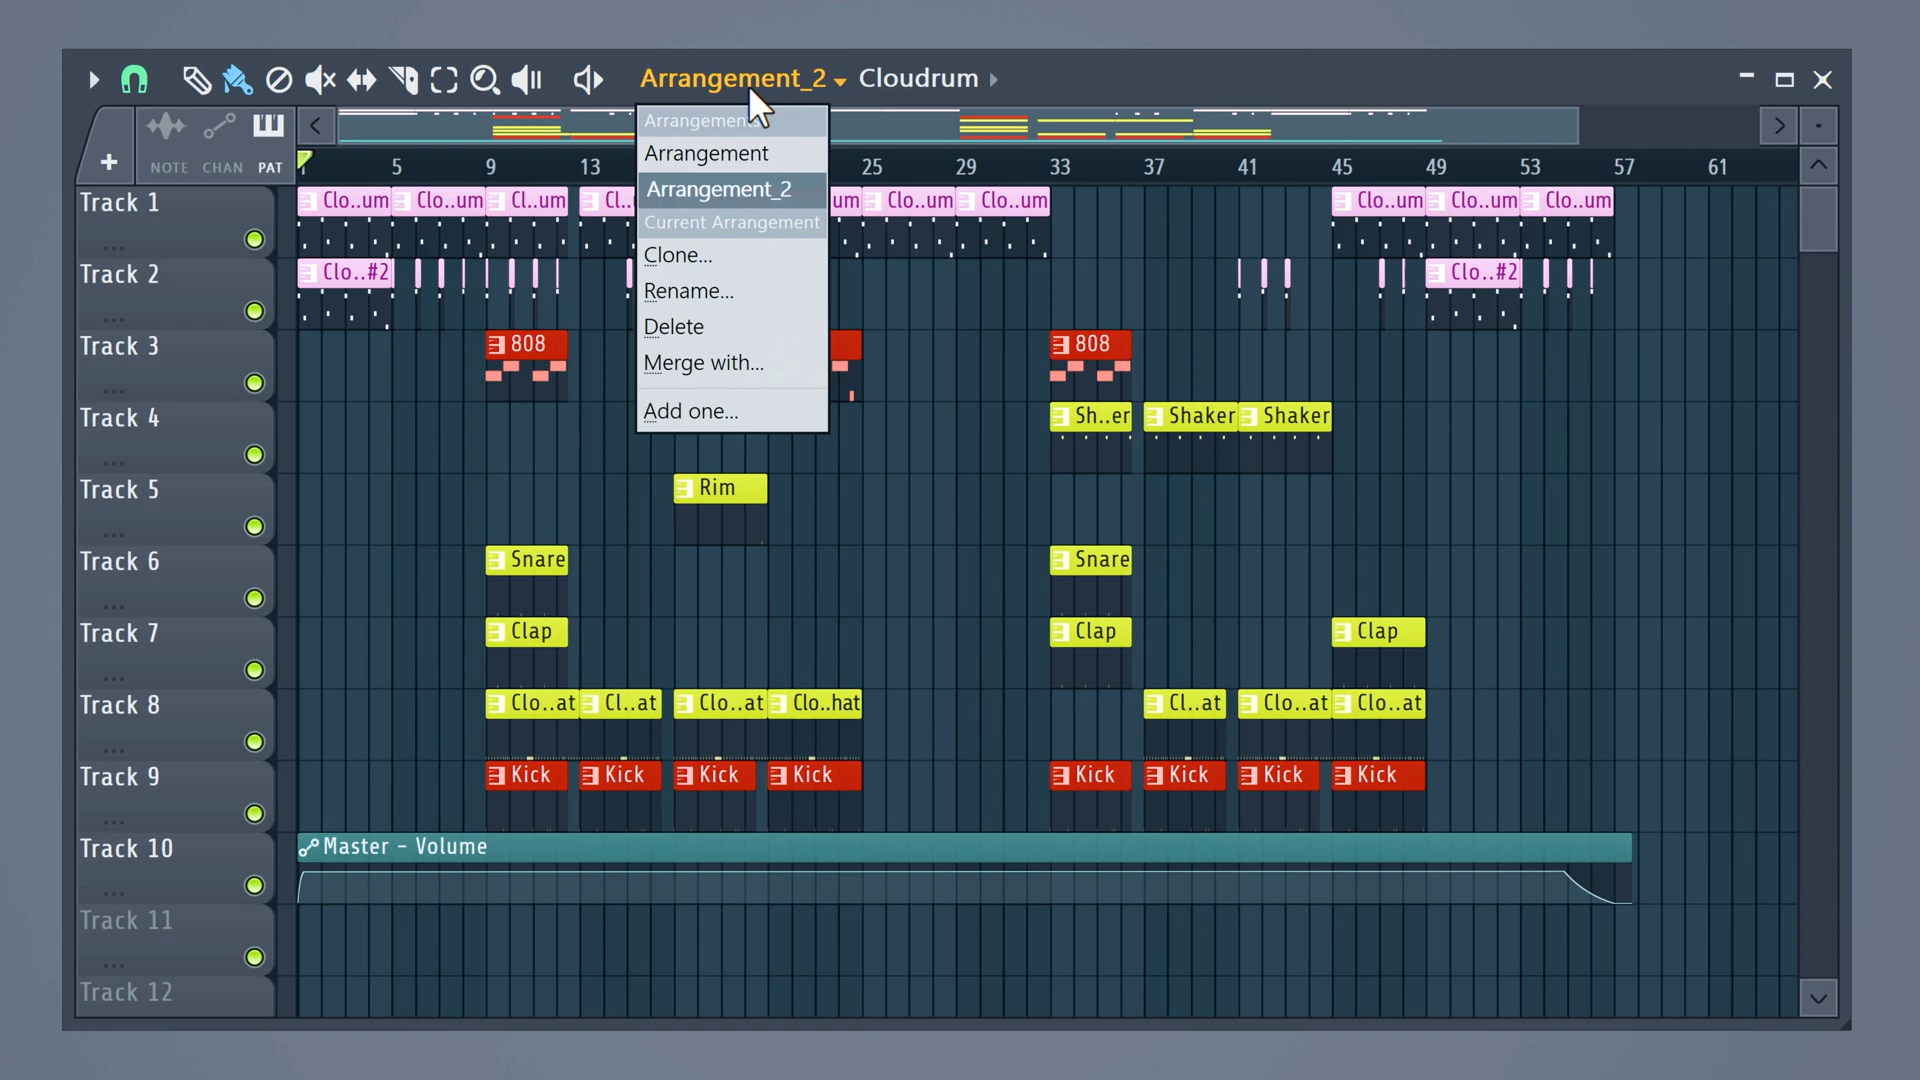 Arrangement_2 Cloudrum
NOTE CHAN PAT
Arrangements
Arrangement
Arrangement_2
Current Arrangement
Clone...
Rename...
Delete
Merge with...
Add one...
5 9 13 25 29 33 37 41 45 49 53 57 61
Track 1 Clo..um Clo..um Cl..um Cl.. um Clo..um Clo..um Clo..um Clo..um Clo..um
Track 2 Clo..#2 Clo..#2
Track 3 808 808
Track 4 Sh..er Shaker Shaker
Track 5 Rim
Track 6 Snare Snare
Track 7 Clap Clap Clap
Track 8 Clo..at Cl..at Clo..at Clo..hat Cl..at Clo..at Clo..at
Track 9 Kick Kick Kick Kick Kick Kick Kick Kick
Track 10 Master - Volume
Track 11
Track 12